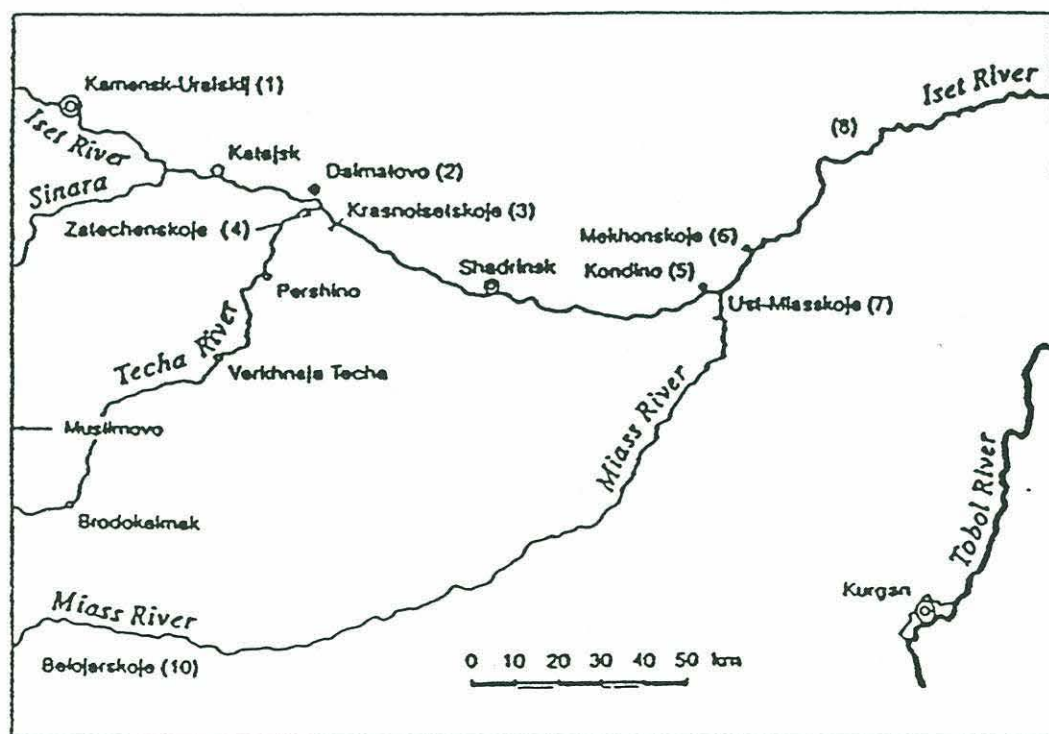 Kamensk-Uralskij (1)
Iset River
(8)
Iset River
Katajsk
Dalmatovo (2)
Sinara
Krasnoisetskoje (3)
Zatechenskoje (4)
Mekhonskoje (6)
Shadrinsk
Kondino (5)
Pershino
Ust-Miasskoje (7)
Techa River
Verkhnaja Techa
Muslimovo
Miass River
Brodokalmak
Tobol River
Kurgan
Miass River
Belojarskoje (10)
0 10 20 30 40 50 km